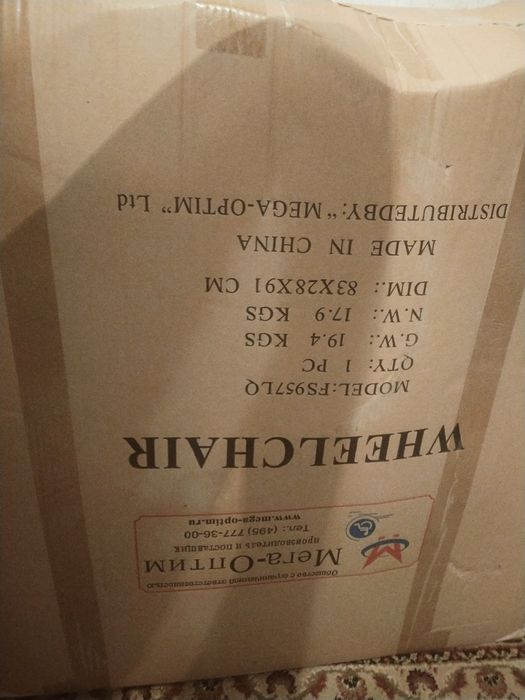 Общество с ограниченной ответственностью
Мега-Оптим
ПРОИЗВОДИТЕЛЬ И ПОСТАВЩИК
Тел.: (495) 777-36-00
www.mega-optim.ru
WHEELCHAIR
MODEL:FS957LQ
QTY: 1 PC
G.W.: 19.4 KGS
N.W.: 17.9 KGS
DIM.: 83X28X91 CM
MADE IN CHINA
DISTRIBUTEDBY:“MEGA-OPTIM” Ltd